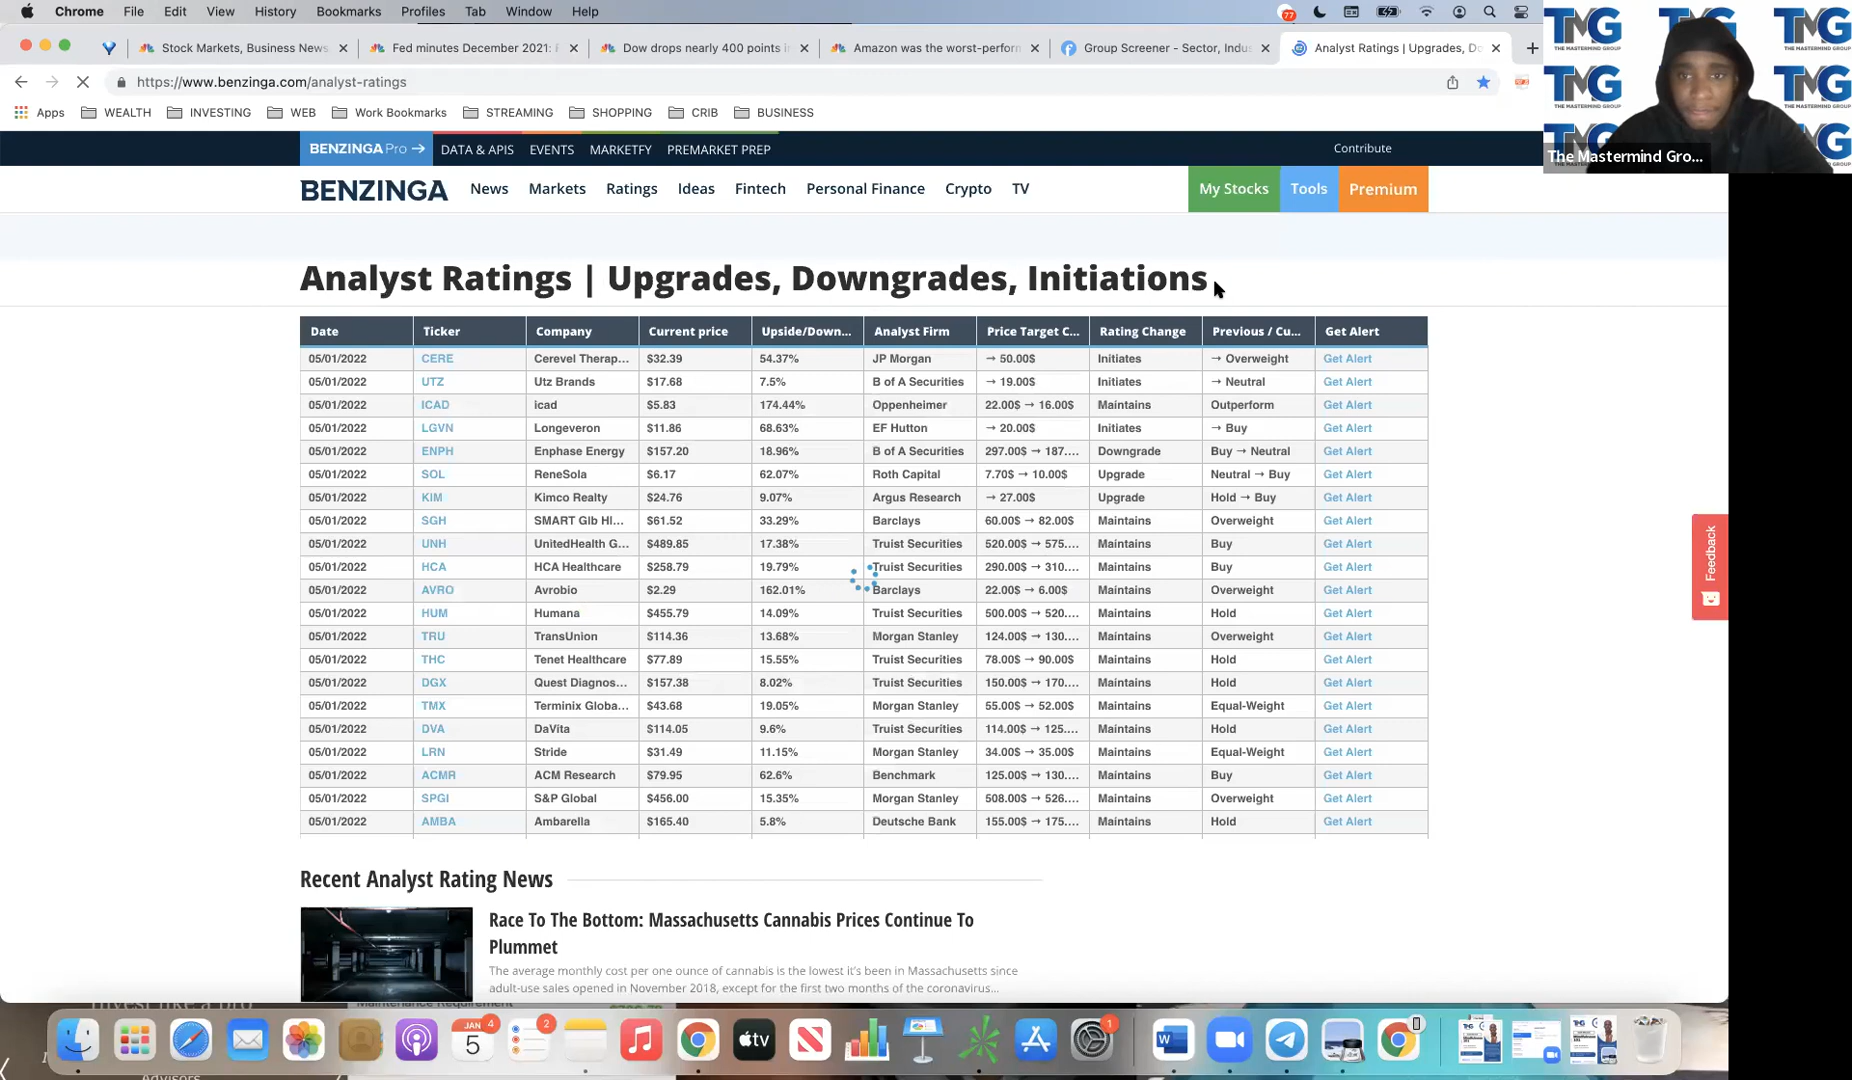 Chrome File Edit View History Bookmarks Profiles Tab Window Help
77
Stock Markets, Business News,
Fed minutes December 2021:
Dow drops nearly 400 points i
Amazon was the worst-perform
Group Screener - Sector, Indu
Analyst Ratings | Upgrades, Do
https://www.benzinga.com/analyst-ratings
Apps WEALTH INVESTING WEB Work Bookmarks STREAMING SHOPPING CRIB BUSINESS
TMG
THE MASTERMIND GROUP
The Mastermind Gro...
BENZINGA Pro → DATA & APIS EVENTS MARKETFY PREMARKET PREP Contribute
BENZINGA News Markets Ratings Ideas Fintech Personal Finance Crypto TV My Stocks Tools Premium
Analyst Ratings | Upgrades, Downgrades, Initiations
Date Ticker Company Current price Upside/Down... Analyst Firm Price Target C... Rating Change Previous / Cu... Get Alert
05/01/2022 CERE Cerevel Therap... $32.39 54.37% JP Morgan → 50.00$ Initiates → Overweight Get Alert
05/01/2022 UTZ Utz Brands $17.68 7.5% B of A Securities → 19.00$ Initiates → Neutral Get Alert
05/01/2022 ICAD icad $5.83 174.44% Oppenheimer 22.00$ → 16.00$ Maintains Outperform Get Alert
05/01/2022 LGVN Longeveron $11.86 68.63% EF Hutton → 20.00$ Initiates → Buy Get Alert
05/01/2022 ENPH Enphase Energy $157.20 18.96% B of A Securities 297.00$ → 187.... Downgrade Buy → Neutral Get Alert
05/01/2022 SOL ReneSola $6.17 62.07% Roth Capital 7.70$ → 10.00$ Upgrade Neutral → Buy Get Alert
05/01/2022 KIM Kimco Realty $24.76 9.07% Argus Research → 27.00$ Upgrade Hold → Buy Get Alert
05/01/2022 SGH SMART Glb Hl... $61.52 33.29% Barclays 60.00$ → 82.00$ Maintains Overweight Get Alert
05/01/2022 UNH UnitedHealth G... $489.85 17.38% Truist Securities 520.00$ → 575.... Maintains Buy Get Alert
05/01/2022 HCA HCA Healthcare $258.79 19.79% Truist Securities 290.00$ → 310.... Maintains Buy Get Alert
05/01/2022 AVRO Avrobio $2.29 162.01% Barclays 22.00$ → 6.00$ Maintains Overweight Get Alert
05/01/2022 HUM Humana $455.79 14.09% Truist Securities 500.00$ → 520.... Maintains Hold Get Alert
05/01/2022 TRU TransUnion $114.36 13.68% Morgan Stanley 124.00$ → 130.... Maintains Overweight Get Alert
05/01/2022 THC Tenet Healthcare $77.89 15.55% Truist Securities 78.00$ → 90.00$ Maintains Hold Get Alert
05/01/2022 DGX Quest Diagnos... $157.38 8.02% Truist Securities 150.00$ → 170.... Maintains Hold Get Alert
05/01/2022 TMX Terminix Globa... $43.68 19.05% Morgan Stanley 55.00$ → 52.00$ Maintains Equal-Weight Get Alert
05/01/2022 DVA DaVita $114.05 9.6% Truist Securities 114.00$ → 125.... Maintains Hold Get Alert
05/01/2022 LRN Stride $31.49 11.15% Morgan Stanley 34.00$ → 35.00$ Maintains Equal-Weight Get Alert
05/01/2022 ACMR ACM Research $79.95 62.6% Benchmark 125.00$ → 130.... Maintains Buy Get Alert
05/01/2022 SPGI S&P Global $456.00 15.35% Morgan Stanley 508.00$ → 526.... Maintains Overweight Get Alert
05/01/2022 AMBA Ambarella $165.40 5.8% Deutsche Bank 155.00$ → 175.... Maintains Hold Get Alert
Feedback
Recent Analyst Rating News
Race To The Bottom: Massachusetts Cannabis Prices Continue To
Plummet
The average monthly cost per one ounce of cannabis is the lowest it's been in Massachusetts since
adult-use sales opened in November 2018, except for the first two months of the coronavirus...
Maintenance Requirement
JAN 4
5
2
tv
1
W
Advisors